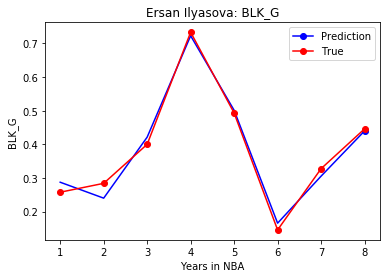 Ersan Ilyasova: BLK_G
Prediction
True
0.7
0.6
0.5
0.4
0.3
0.2
BLK_G
1 2 3 4 5 6 7 8
Years in NBA